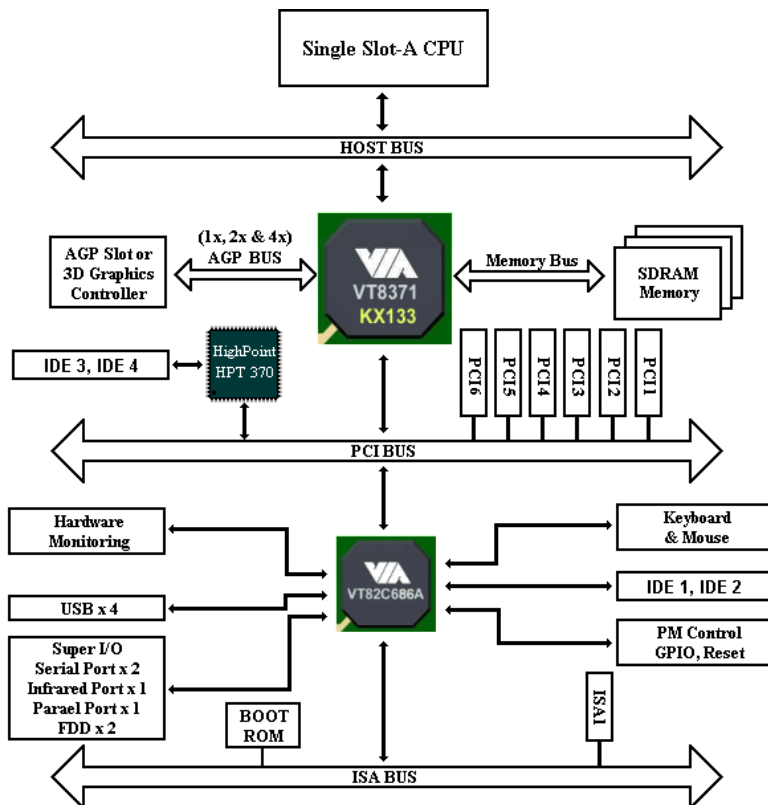 Single Slot-A CPU
HOST BUS
AGP Slot or
3D Graphics
Controller
(1x, 2x & 4x)
AGP BUS
VIA
VT8371
KX133
Memory Bus
SDRAM
Memory
IDE 3, IDE 4
HighPoint
HPT 370
PCI6
PCI5
PCI4
PCI3
PCI2
PCI1
PCI BUS
Hardware
Monitoring
USB x 4
Super I/O
Serial Port x 2
Infrared Port x 1
Parael Port x 1
FDD x 2
VIA
VT82C686A
Keyboard
& Mouse
IDE 1, IDE 2
PM Control
GPIO, Reset
BOOT
ROM
ISA1
ISA BUS